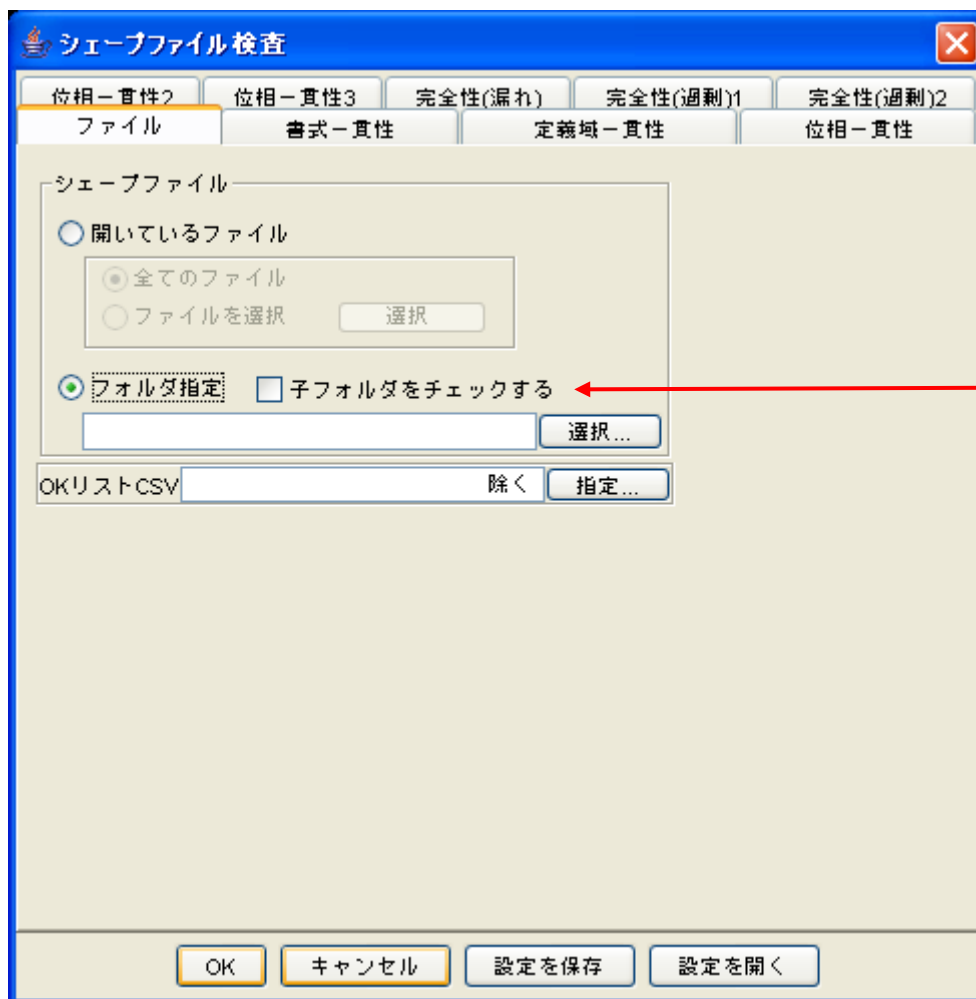 シェープファイル検査
位相一貫性2 位相一貫性3 完全性(漏れ) 完全性(過剰)1 完全性(過剰)2
ファイル 書式一貫性 定義域一貫性 位相一貫性
シェープファイル
開いているファイル
全てのファイル
ファイルを選択 選択
フォルダ指定 子フォルダをチェックする
選択...
OKリストCSV 除く 指定...
OK キャンセル 設定を保存 設定を開く